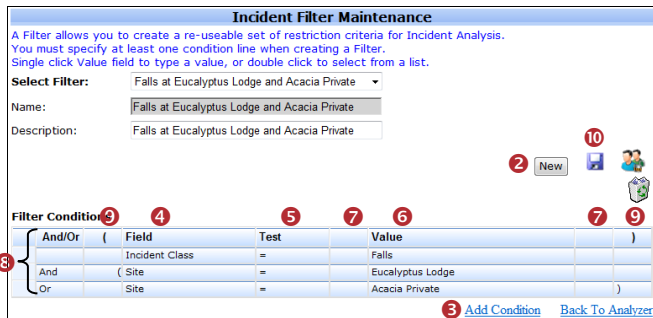 Incident Filter Maintenance
A Filter allows you to create a re-useable set of restriction criteria for Incident Analysis.
You must specify at least one condition line when creating a Filter.
Single click Value field to type a value, or double click to select from a list.
Select Filter: Falls at Eucalyptus Lodge and Acacia Private
Name: Falls at Eucalyptus Lodge and Acacia Private
Description: Falls at Eucalyptus Lodge and Acacia Private
10
2 New
Filter Conditions 9 4 5 7 6 7 9
And/Or ( Field Test Value )
Incident Class = Falls
8
And ( Site = Eucalyptus Lodge
Or Site = Acacia Private )
3 Add Condition Back To Analyzer